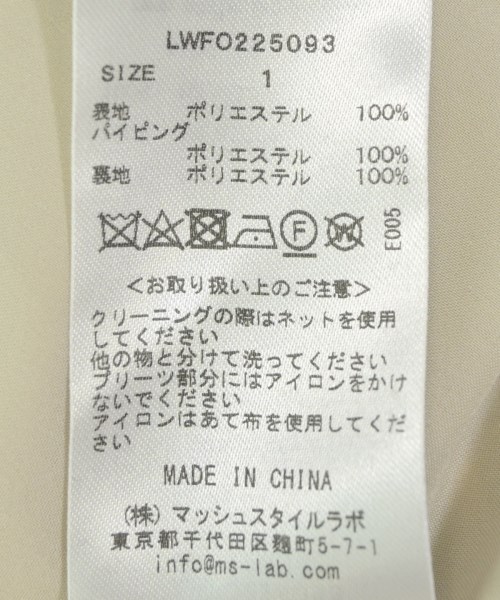 LWFO225093
SIZE 1
表地 ポリエステル 100%
パイピング
ポリエステル 100%
裏地 ポリエステル 100%
F W E005
<お取り扱い上のご注意>
クリーニングの際はネットを使用
してください
他の物と分けて洗ってください
プリーツ部分にはアイロンをかけ
ないでください
アイロンはあて布を使用してくだ
さい
MADE IN CHINA
(株) マッシュスタイルラボ
東京都千代田区麹町5-7-1
info@ms-lab.com